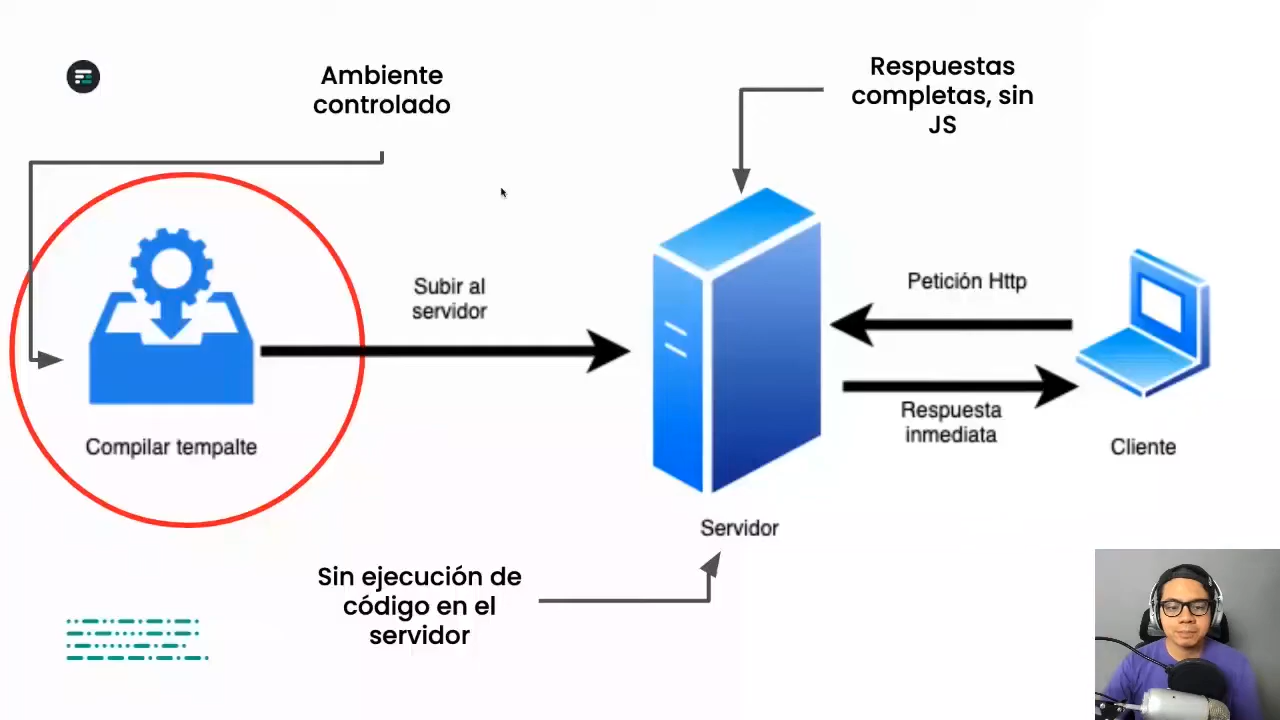 Ambiente
controlado
Respuestas
completas, sin
JS
Subir al
servidor
Petición Http
Respuesta
inmediata
Compilar tempalte
Cliente
Servidor
Sin ejecución de
código en el
servidor